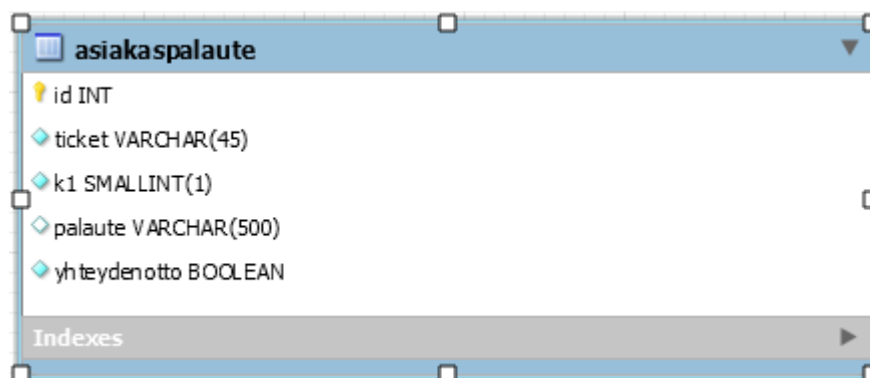 asiakaspalaute
id INT
ticket VARCHAR(45)
k1 SMALLINT(1)
palaute VARCHAR(500)
yhteydenotto BOOLEAN
Indexes